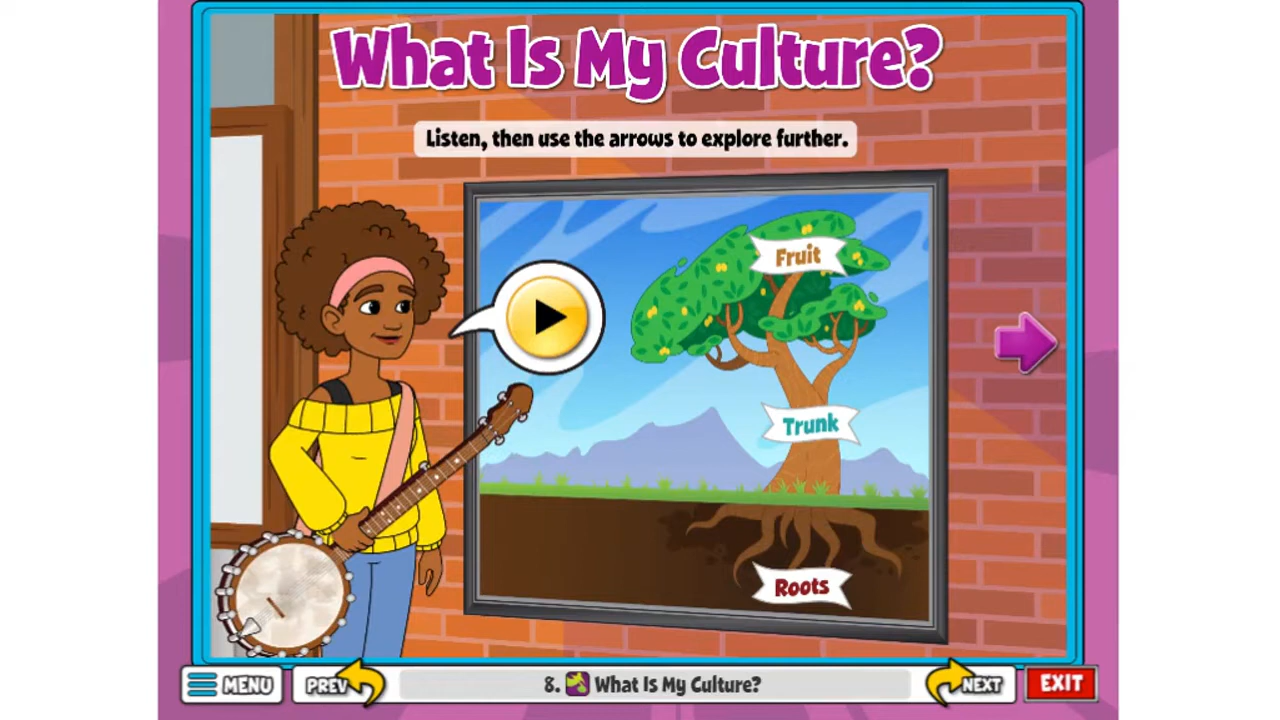 What Is My Culture?
Listen, then use the arrows to explore further.
Fruit
Trunk
Roots
MENU
PREV
8. What Is My Culture?
NEXT
EXIT